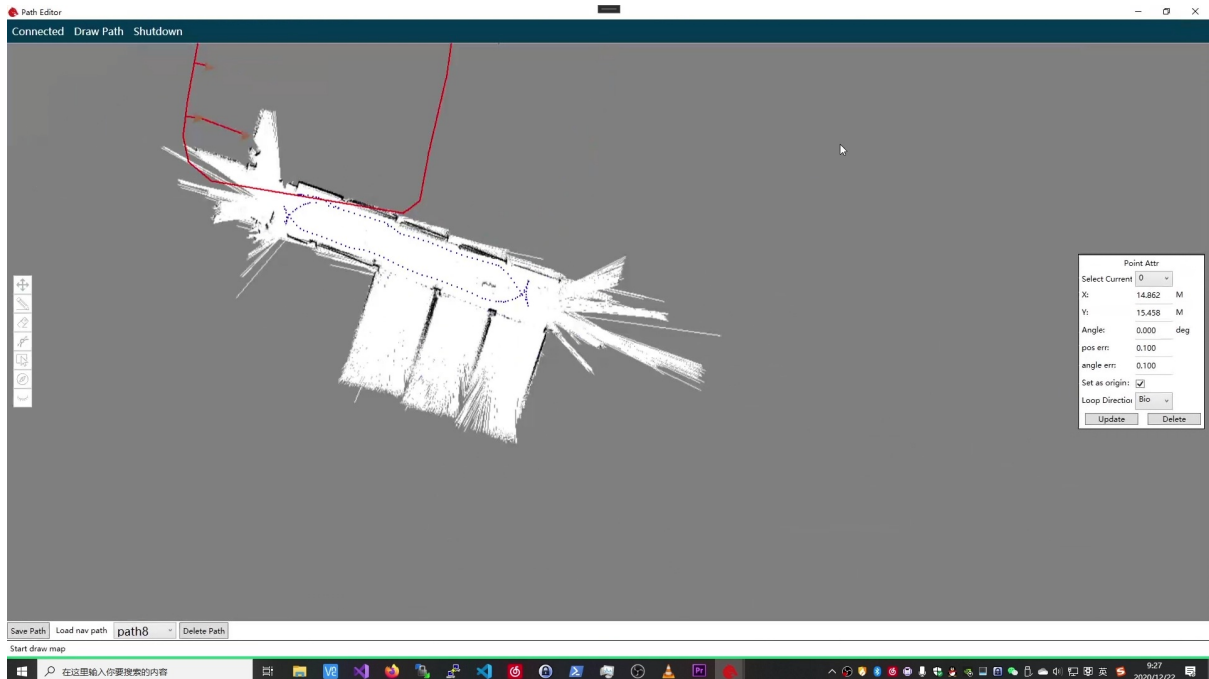 Path Editor
Connected Draw Path Shutdown
Point Attr
Select Current 0
X: 14.862 M
Y: 15.458 M
Angle: 0.000 deg
pos err: 0.100
angle err: 0.100
Set as origin:
Loop Direction Bio
Update Delete
Save Path Load nav path path8 Delete Path
Start draw map
在这里输入你要搜索的内容
英
9:27
2020/12/22